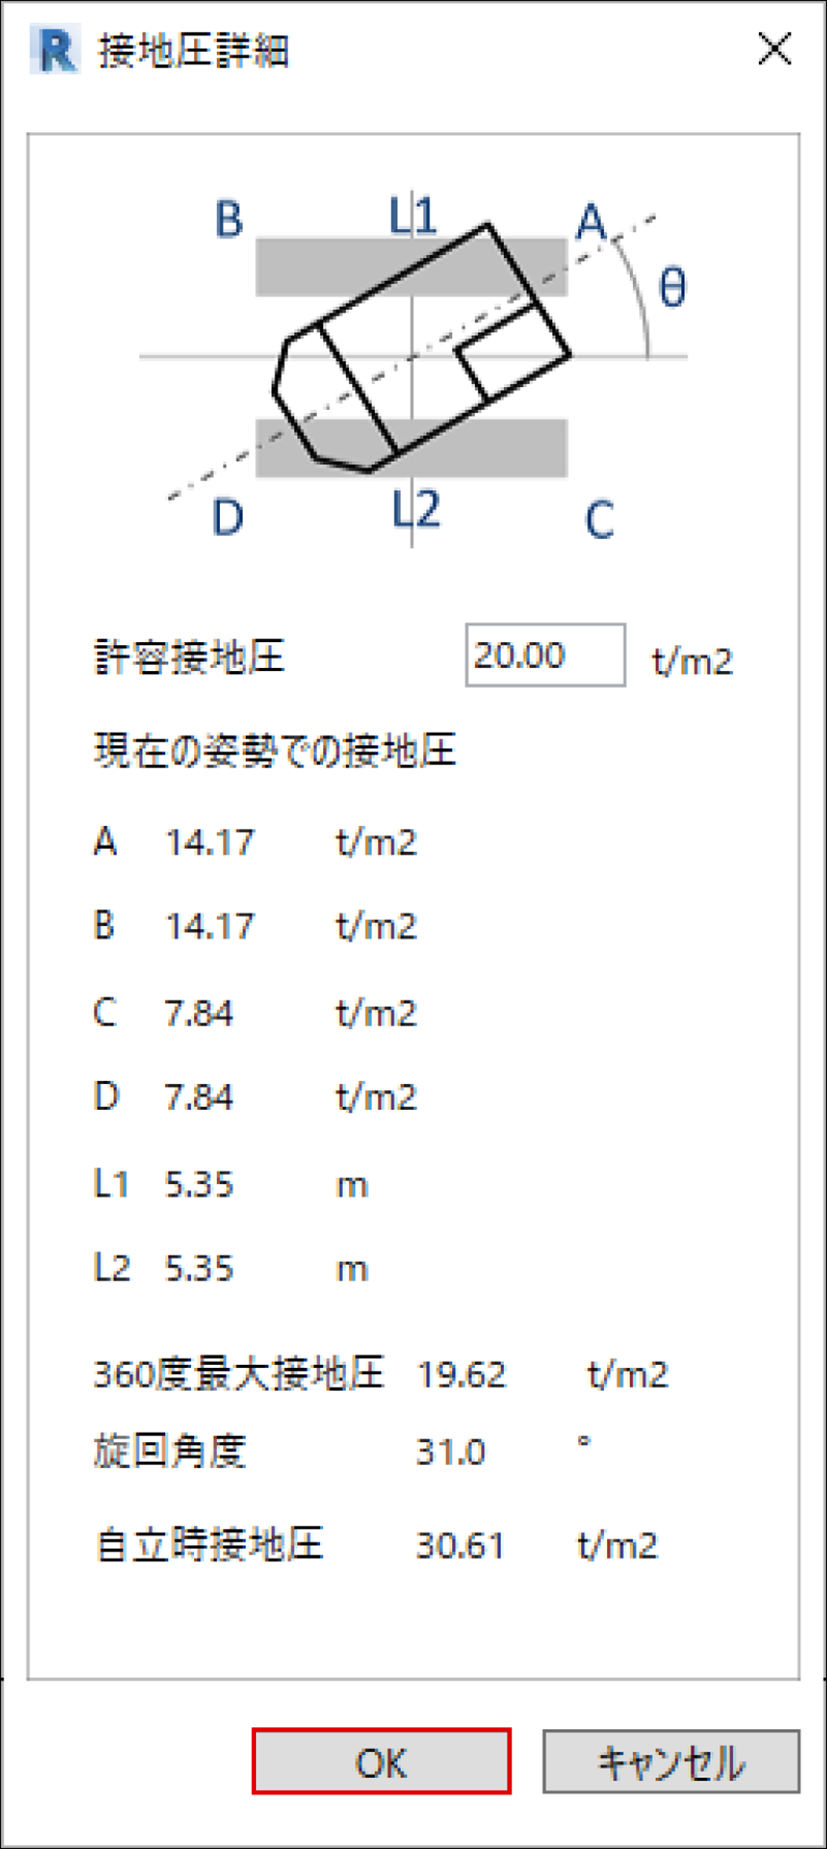 R 接地圧詳細
B L1 A
θ
D L2 C
許容接地圧 20.00 t/m2
現在の姿勢での接地圧
A 14.17 t/m2
B 14.17 t/m2
C 7.84 t/m2
D 7.84 t/m2
L1 5.35 m
L2 5.35 m
360度最大接地圧 19.62 t/m2
旋回角度 31.0 °
自立時接地圧 30.61 t/m2
OK キャンセル